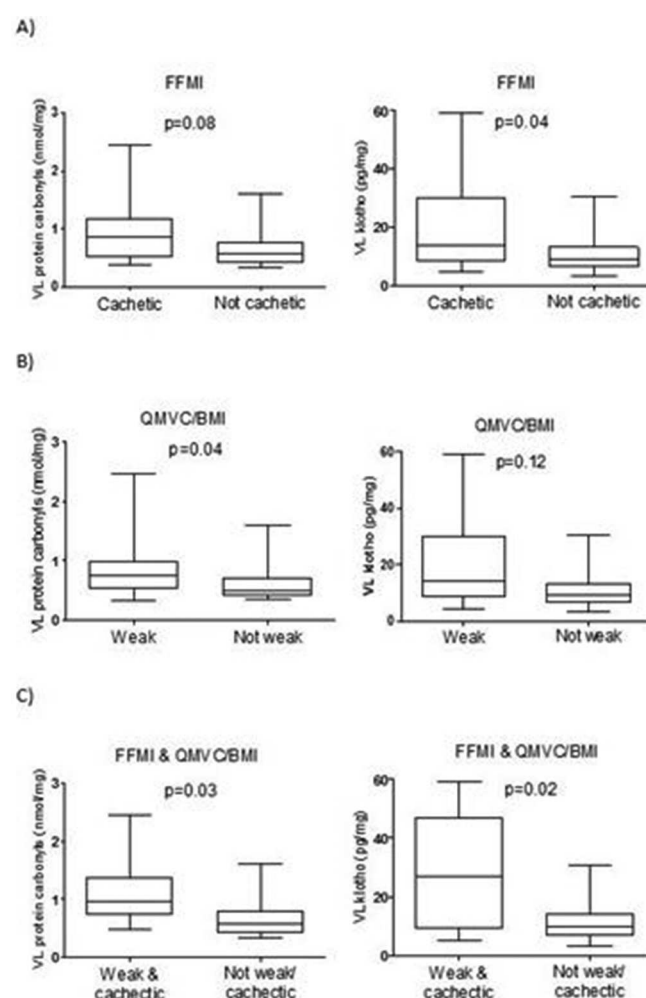 A)
FFMI
p=0.08
VL protein carbonyls (nmol/mg)
3
2
1
0
Cachetic Not cachetic
FFMI
p=0.04
VL klotho (pg/mg)
60
40
20
0
Cachetic Not cachetic
B)
QMVC/BMI
p=0.04
VL protein carbonyls (nmol/mg)
3
2
1
0
Weak Not weak
QMVC/BMI
p=0.12
VL klotho (pg/mg)
60
40
20
0
Weak Not weak
C)
FFMI & QMVC/BMI
p=0.03
VL protein carbonyls (nmol/mg)
3
2
1
0
Weak & Not weak/
cachectic cachectic
FFMI & QMVC/BMI
p=0.02
VL klotho (pg/mg)
60
40
20
0
Weak & Not weak/
cachectic cachectic